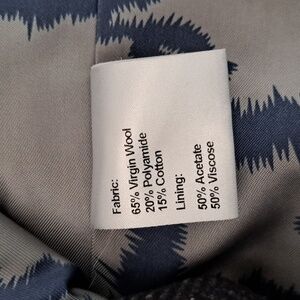 Fabric:
65% Virgin Wool
20% Polyamide
15% Cotton
Lining:
50% Acetate
50% Viscose